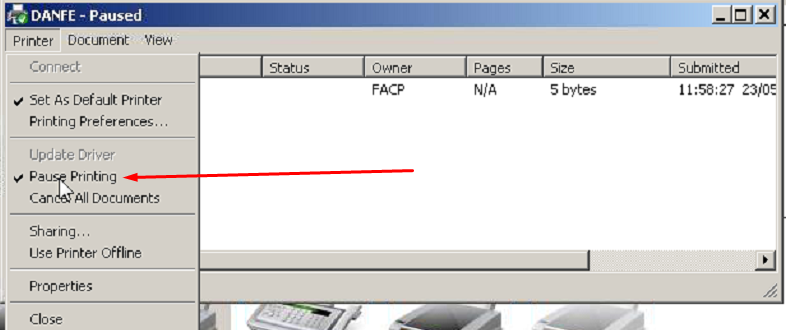 DANFE - Paused
Printer Document View
Connect
Status Owner Pages Size Submitted
Set As Default Printer
FACP N/A 5 bytes 11:58:27 23/05
Printing Preferences...
Update Driver
Pause Printing
Cancel All Documents
Sharing...
Use Printer Offline
Properties
Close